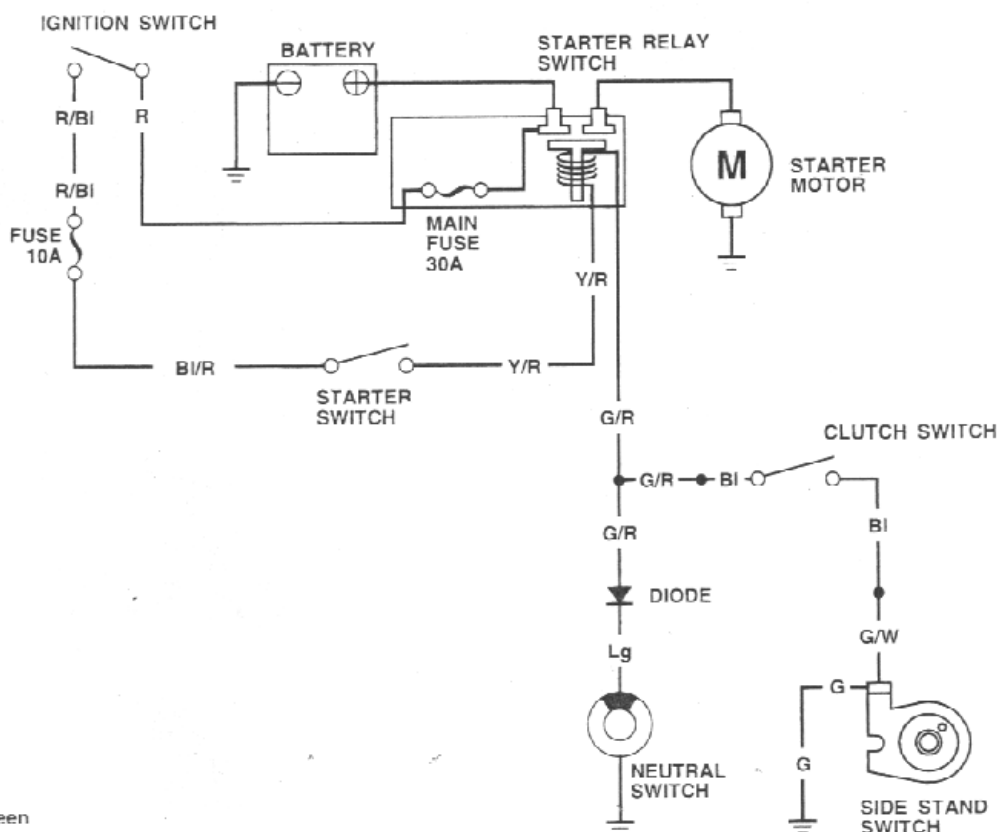 IGNITION SWITCH
BATTERY
STARTER RELAY
SWITCH
R/Bl
R
R/Bl
M
STARTER
MOTOR
FUSE
10A
MAIN
FUSE
30A
Y/R
Bl/R
Y/R
STARTER
SWITCH
G/R
CLUTCH SWITCH
G/R
Bl
G/R
Bl
DIODE
G/W
Lg
G
G
NEUTRAL
SWITCH
SIDE STAND
SWITCH
een